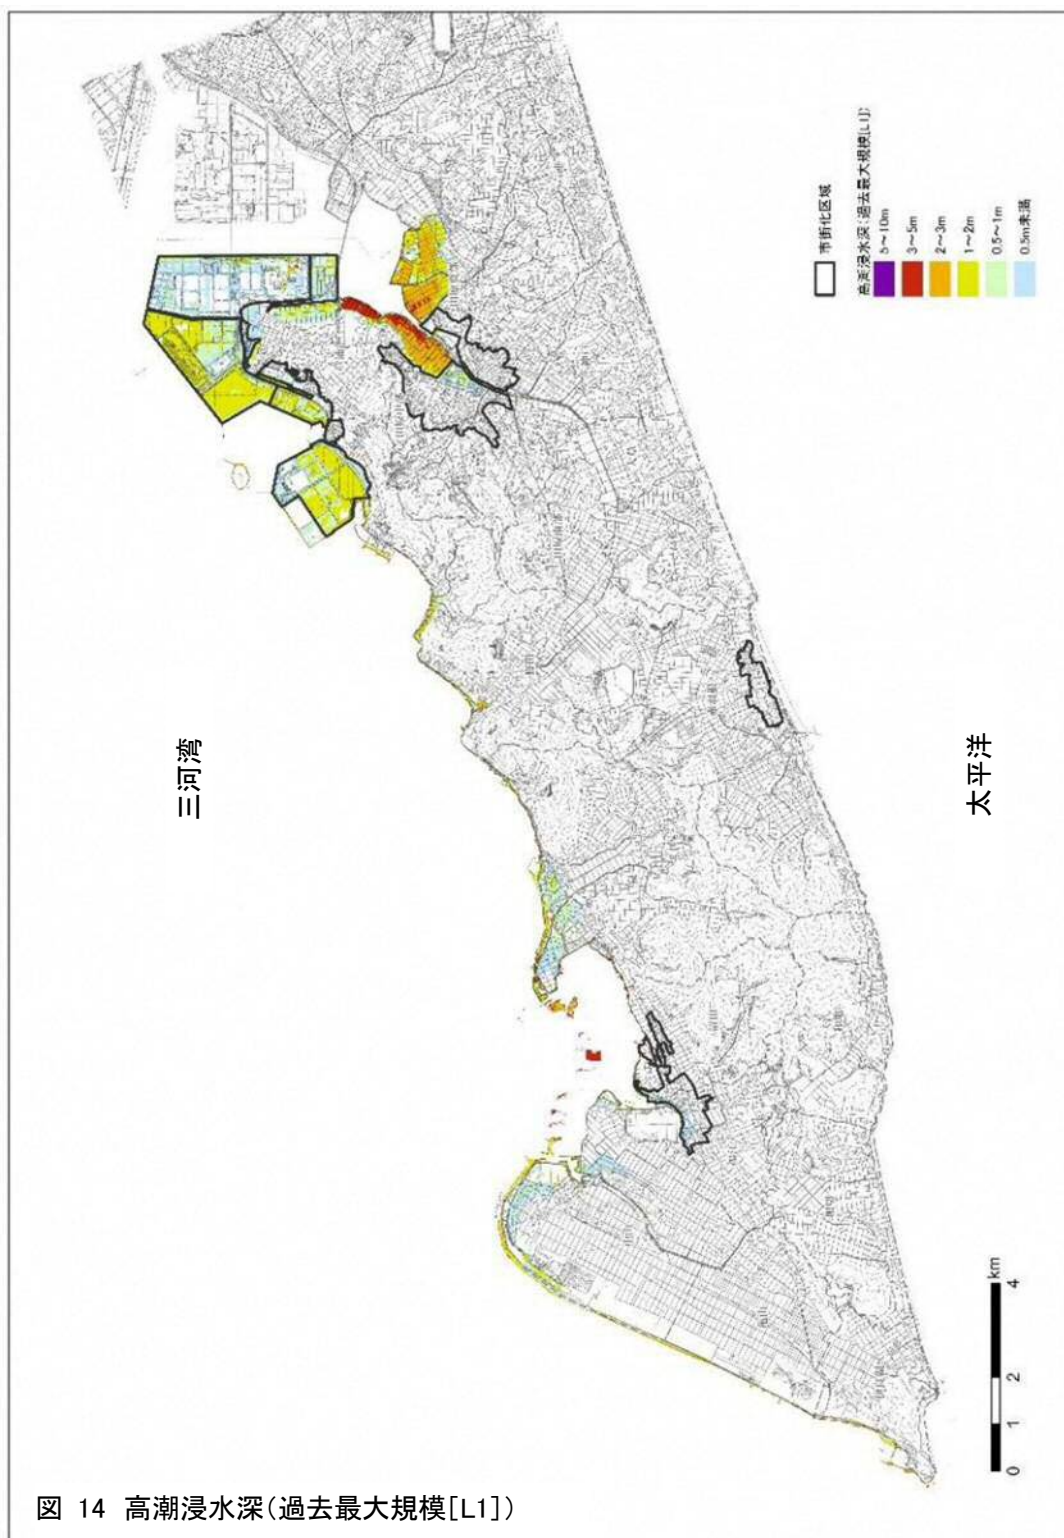 市街化区域
高潮浸水深(過去最大規模[L1])
5～10m
3～5m
2～3m
1～2m
0.5～1m
0.5m未満
三河湾
太平洋
0 1 2 4
km
図 14 高潮浸水深(過去最大規模[L1])